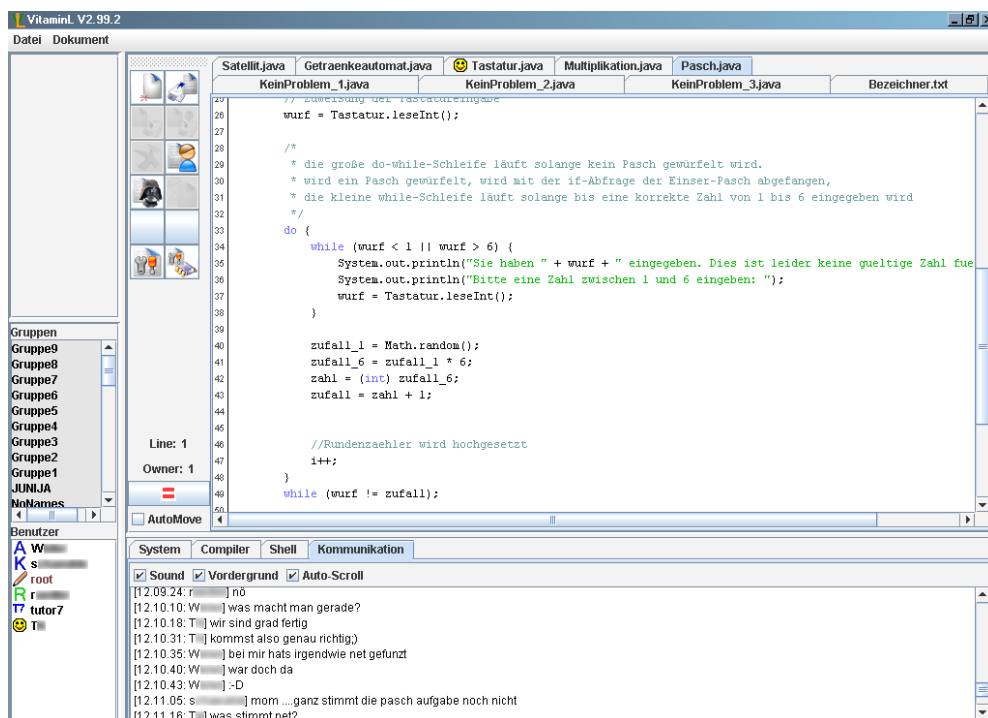 VitaminL V2.99.2
Datei Dokument
Satellit.java Getraenkeautomat.java Tastatur.java Multiplikation.java Pasch.java
KeinProblem_1.java KeinProblem_2.java KeinProblem_3.java Bezeichner.txt
25 // Zuweisung der Tastatureingabe
26 wurf = Tastatur.leseInt();
27
28 /*
29 * die große do-while-Schleife läuft solange kein Pasch gewürfelt wird.
30 * wird ein Pasch gewürfelt, wird mit der if-Abfrage der Einser-Pasch abgefangen,
31 * die kleine while-Schleife läuft solange bis eine korrekte Zahl von 1 bis 6 eingegeben wird
32 */
33 do {
34 while (wurf < 1 || wurf > 6) {
35 System.out.println("Sie haben " + wurf + " eingegeben. Dies ist leider keine gueltige Zahl fue
36 System.out.println("Bitte eine Zahl zwischen 1 und 6 eingeben: ");
37 wurf = Tastatur.leseInt();
38 }
39
40 zufall_1 = Math.random();
41 zufall_6 = zufall_1 * 6;
42 zahl = (int) zufall_6;
43 zufall = zahl + 1;
44
45
46 //Rundenzaehler wird hochgesetzt
47 i++;
48 }
49 while (wurf != zufall);
50
Line: 1
Owner: 1
AutoMove
Gruppen
Gruppe9
Gruppe8
Gruppe7
Gruppe6
Gruppe5
Gruppe4
Gruppe3
Gruppe2
Gruppe1
JUNIJA
NoNames
Benutzer
A W
K s
root
R r
T7 tutor7
T
System Compiler Shell Kommunikation
Sound Vordergrund Auto-Scroll
[12.09.24: r ] nö
[12.10.10: W ] was macht man gerade?
[12.10.18: T ] wir sind grad fertig
[12.10.31: T ] kommst also genau richtig;)
[12.10.35: W ] bei mir hats irgendwie net gefunzt
[12.10.40: W ] war doch da
[12.10.43: W ] :-D
[12.11.05: s ] mom ....ganz stimmt die pasch aufgabe noch nicht
[12.11.16: T ] was stimmt net?